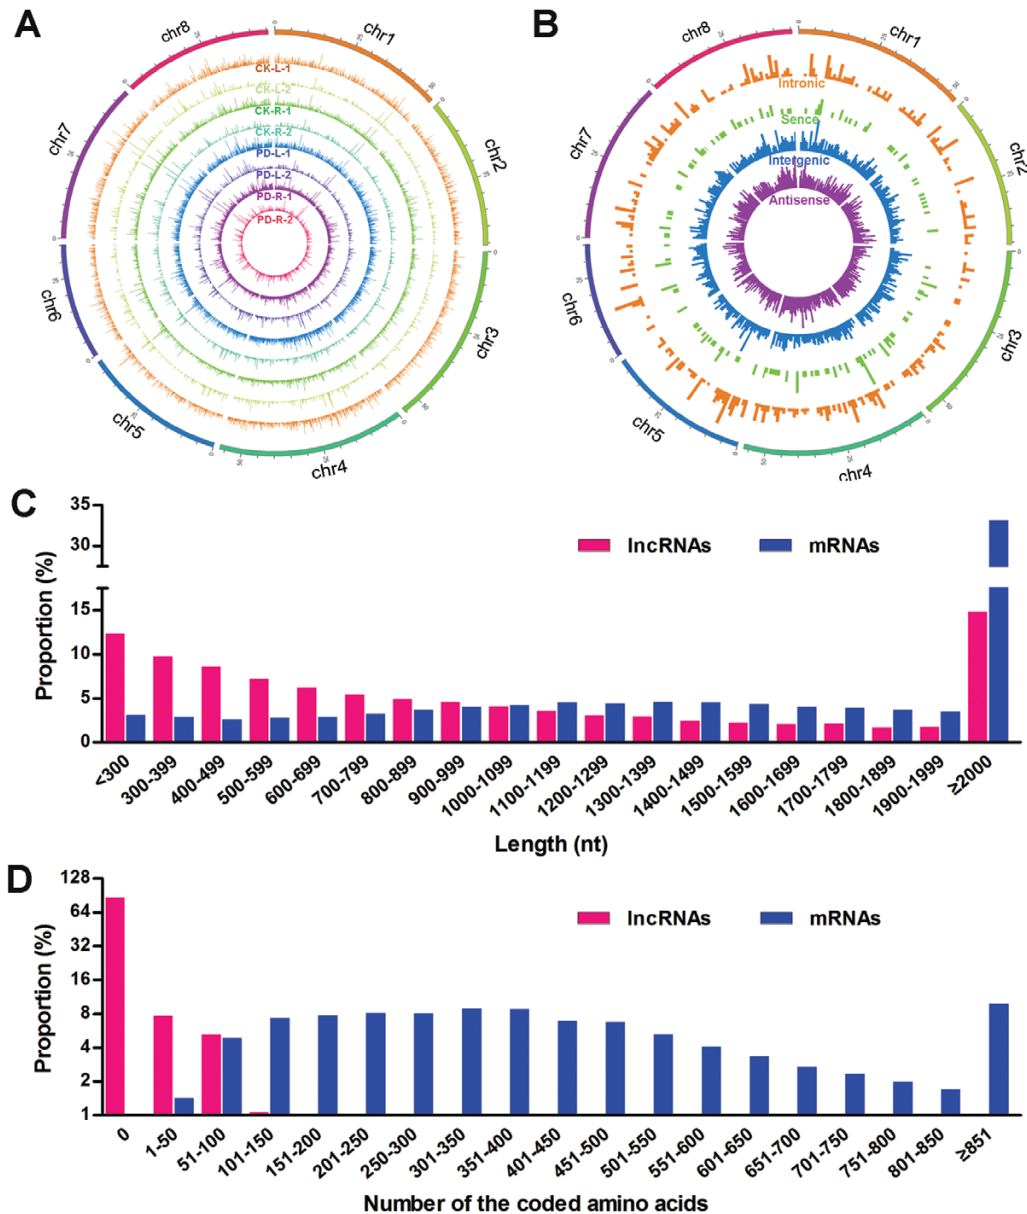 A
B
chr8
chr1
chr2
chr3
chr4
chr5
chr6
chr7
CK-L-1
CK-L-2
CK-R-1
CK-R-2
PD-L-1
PD-L-2
PD-R-1
PD-R-2
chr8
chr1
chr2
chr3
chr4
chr5
chr6
chr7
Intronic
Sence
Intergenic
Antisense
C
35
30
15
10
5
0
Proportion (%)
lncRNAs mRNAs
<300 300-399 400-499 500-599 600-699 700-799 800-899 900-999 1000-1099 1100-1199 1200-1299 1300-1399 1400-1499 1500-1599 1600-1699 1700-1799 1800-1899 1900-1999 ≥2000
Length (nt)
D
128
64
32
16
8
4
2
1
Proportion (%)
lncRNAs mRNAs
0 1-50 51-100 101-150 151-200 201-250 250-300 301-350 351-400 401-450 451-500 501-550 551-600 601-650 651-700 701-750 751-800 801-850 ≥851
Number of the coded amino acids